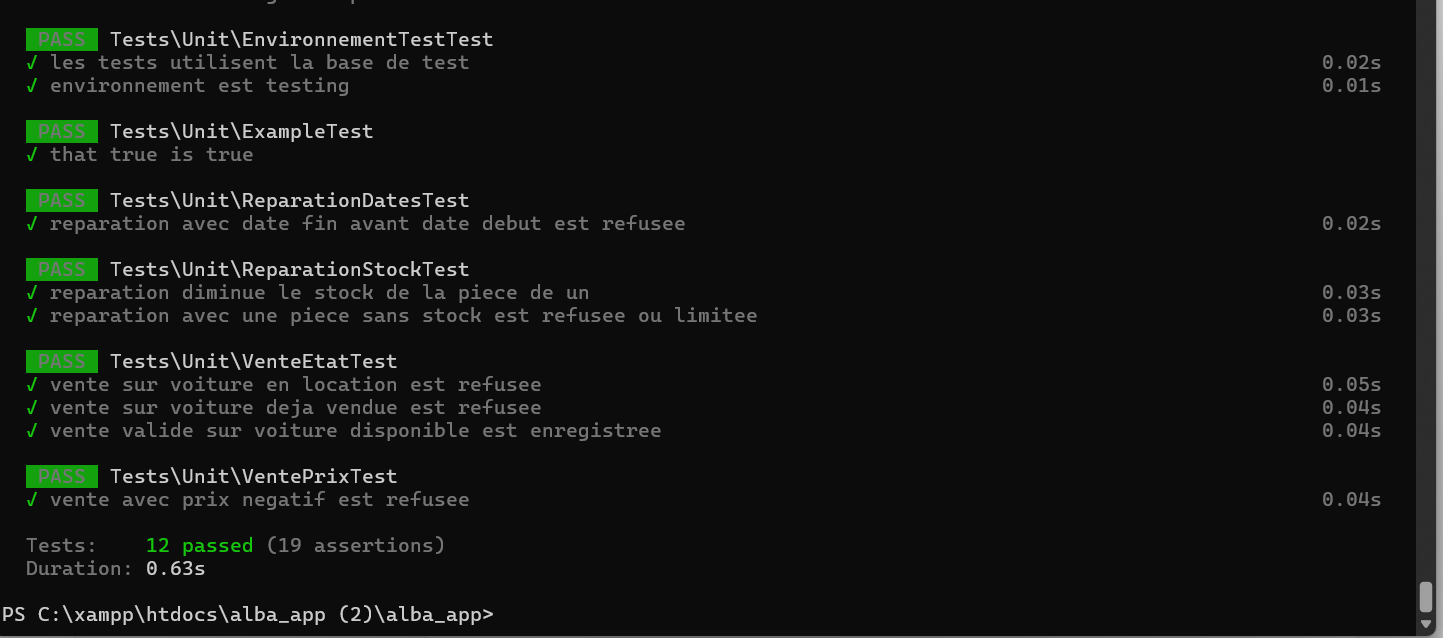 PASS Tests\Unit\EnvironnementTestTest
✓ les tests utilisent la base de test 0.02s
✓ environnement est testing 0.01s
PASS Tests\Unit\ExampleTest
✓ that true is true
PASS Tests\Unit\ReparationDatesTest
✓ reparation avec date fin avant date debut est refusee 0.02s
PASS Tests\Unit\ReparationStockTest
✓ reparation diminue le stock de la piece de un 0.03s
✓ reparation avec une piece sans stock est refusee ou limitee 0.03s
PASS Tests\Unit\VenteEtatTest
✓ vente sur voiture en location est refusee 0.05s
✓ vente sur voiture deja vendue est refusee 0.04s
✓ vente valide sur voiture disponible est enregistree 0.04s
PASS Tests\Unit\VentePrixTest
✓ vente avec prix negatif est refusee 0.04s
Tests: 12 passed (19 assertions)
Duration: 0.63s
PS C:\xampp\htdocs\alba_app (2)\alba_app>